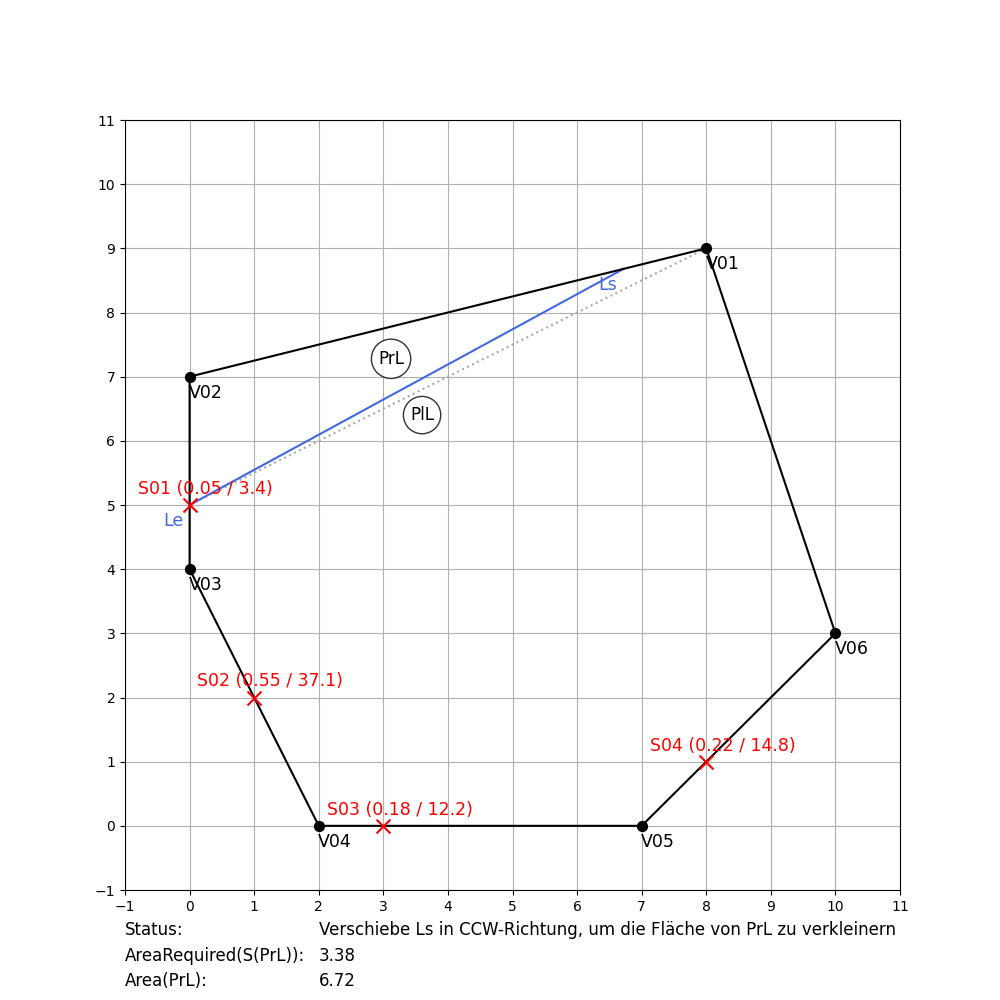 11
10
9
8
7
6
5
4
3
2
1
0
−1
V01
Ls
PrL
V02
PlL
S01 (0.05 / 3.4)
Le
V03
V06
S02 (0.55 / 37.1)
S04 (0.22 / 14.8)
S03 (0.18 / 12.2)
V04
V05
−1 0 1 2 3 4 5 6 7 8 9 10 11
Status: Verschiebe Ls in CCW-Richtung, um die Fläche von PrL zu verkleinern
AreaRequired(S(PrL)): 3.38
Area(PrL): 6.72